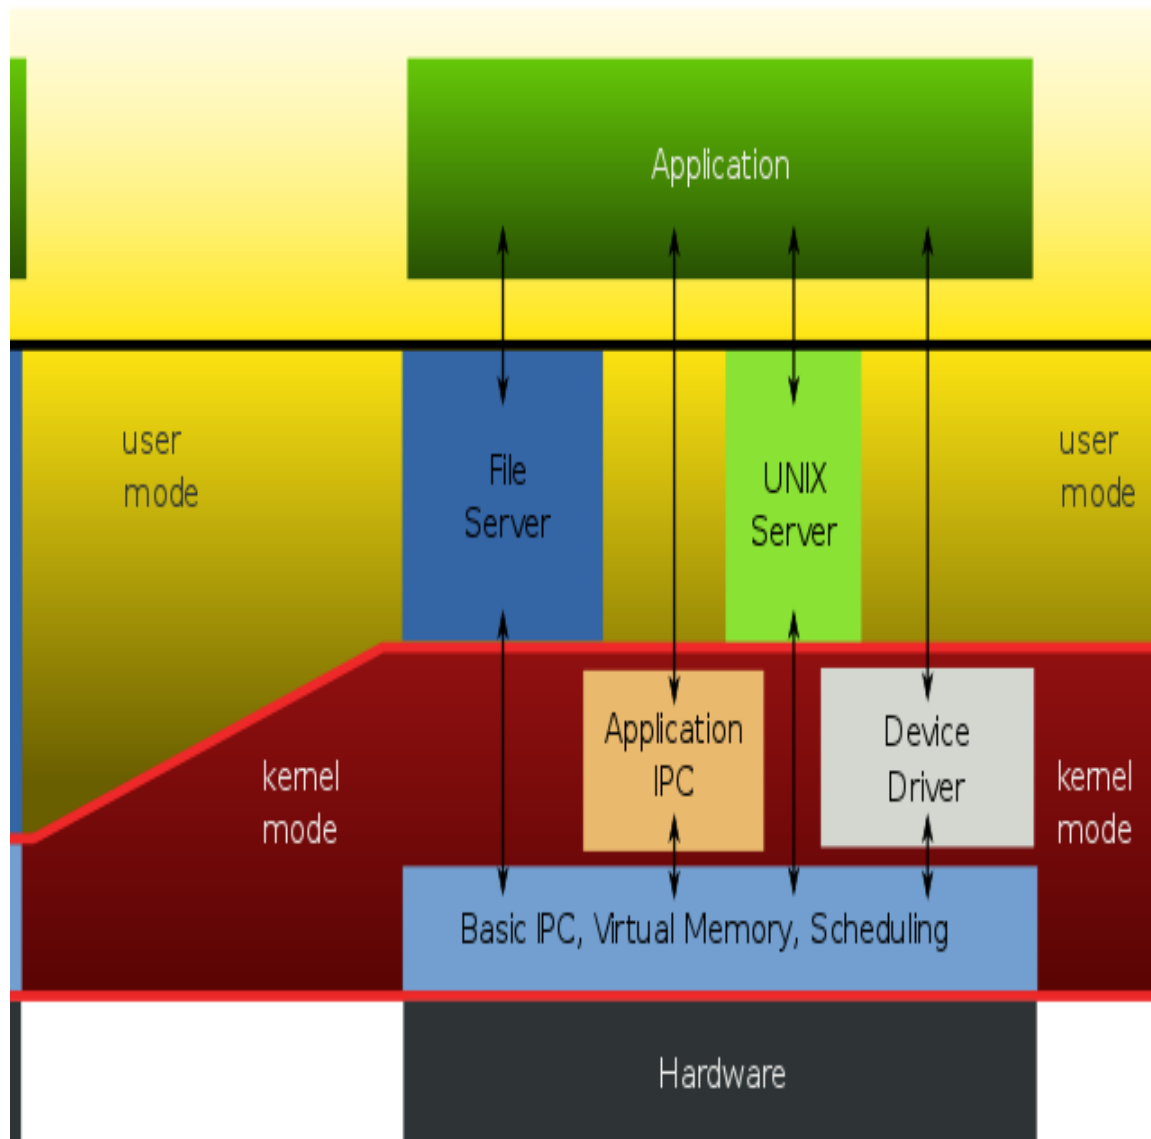 Application
user
mode
File
Server
UNIX
Server
user
mode
kernel
mode
Application
IPC
Device
Driver
kernel
mode
Basic IPC, Virtual Memory, Scheduling
Hardware